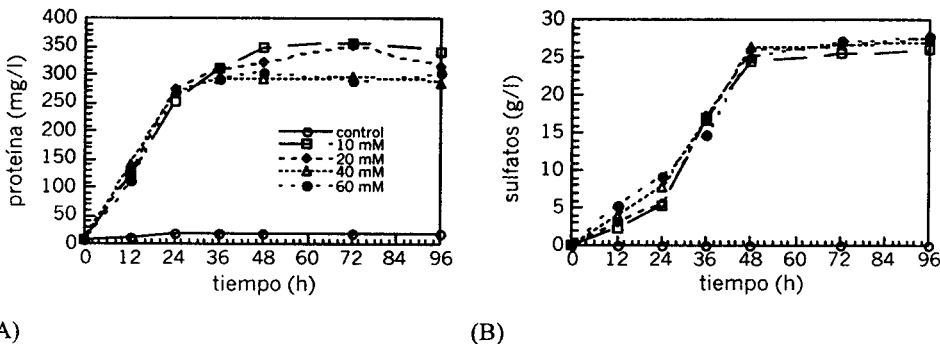 400
350
300
250
200
150
100
50
0
proteína (mg/l)
control
10 mM
20 mM
40 mM
60 mM
0 12 24 36 48 60 72 84 96
tiempo (h)
A)
30
25
20
15
10
5
0
sulfatos (g/l)
0 12 24 36 48 60 72 84 96
tiempo (h)
(B)